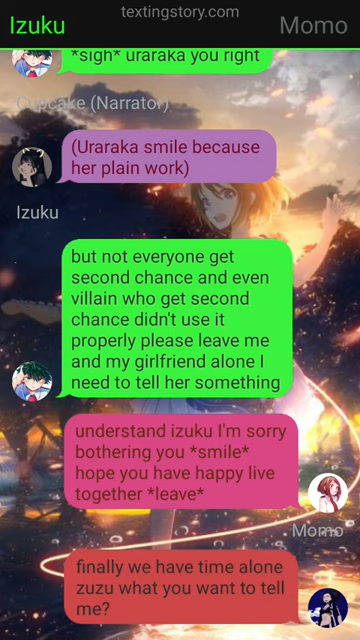 textingstory.com
Izuku
Momo
*sigh* uraraka you right
Cupcake (Narrator)
(Uraraka smile because
her plain work)
Izuku
but not everyone get
second chance and even
villain who get second
chance didn't use it
properly please leave me
and my girlfriend alone I
need to tell her something
understand izuku I'm sorry
bothering you *smile*
hope you have happy live
together *leave*
Momo
finally we have time alone
zuzu what you want to tell
me?